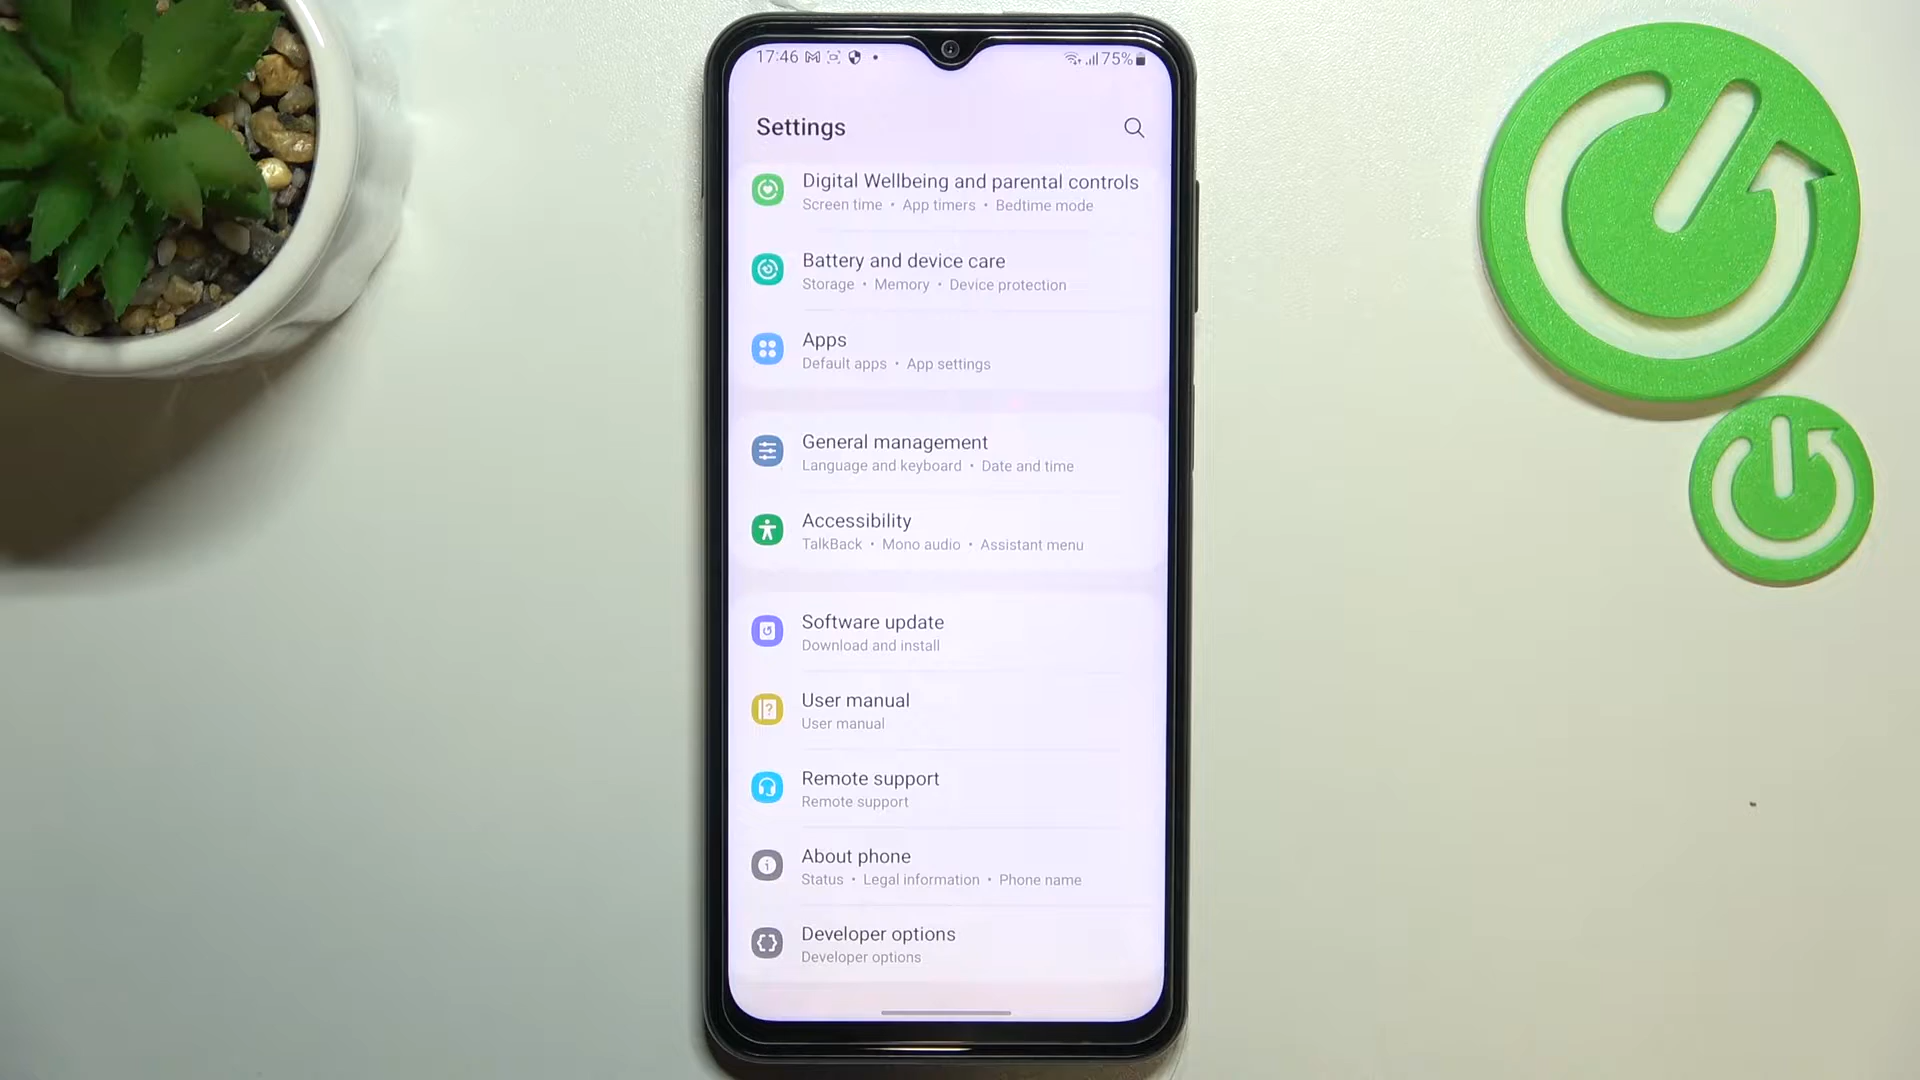 17:46 75%
Settings
Digital Wellbeing and parental controls
Screen time • App timers • Bedtime mode
Battery and device care
Storage • Memory • Device protection
Apps
Default apps • App settings
General management
Language and keyboard • Date and time
Accessibility
TalkBack • Mono audio • Assistant menu
Software update
Download and install
User manual
User manual
Remote support
Remote support
About phone
Status • Legal information • Phone name
Developer options
Developer options